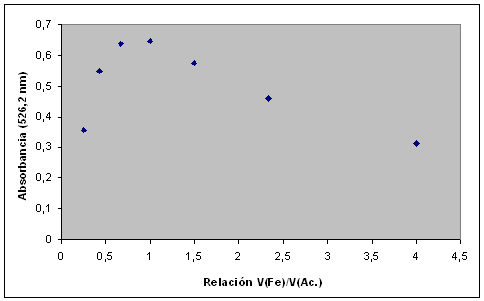 0,7
0,6
0,5
0,4
0,3
0,2
0,1
0
Absorbancia (526,2 nm)
0 0,5 1 1,5 2 2,5 3 3,5 4 4,5
Relación V(Fe)/V(Ac.)